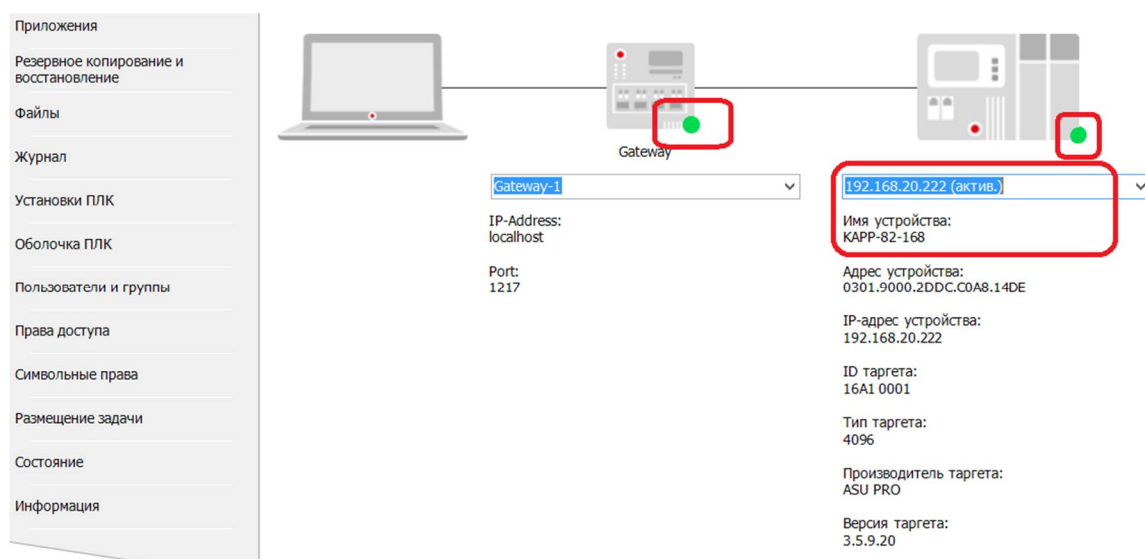 Приложения
Резервное копирование и
восстановление
Файлы
Журнал
Установки ПЛК
Оболочка ПЛК
Пользователи и группы
Права доступа
Символьные права
Размещение задачи
Состояние
Информация
Gateway
Gateway-1
IP-Address:
localhost
Port:
1217
192.168.20.222 (актив.)
Имя устройства:
KAPP-82-168
Адрес устройства:
0301.9000.2DDC.C0A8.14DE
IP-адрес устройства:
192.168.20.222
ID таргета:
16A1 0001
Тип таргета:
4096
Производитель таргета:
ASU PRO
Версия таргета:
3.5.9.20